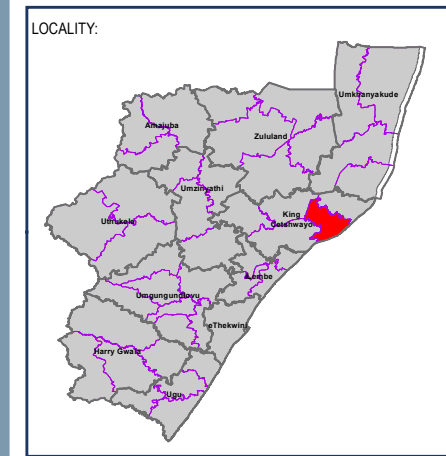 LOCALITY:
Umkhanyakude
Amajuba
Zululand
Umzinyathi
Uthukela
King
Cetshwayo
iLembe
Umgungundlovu
eThekwini
Harry Gwala
Ugu